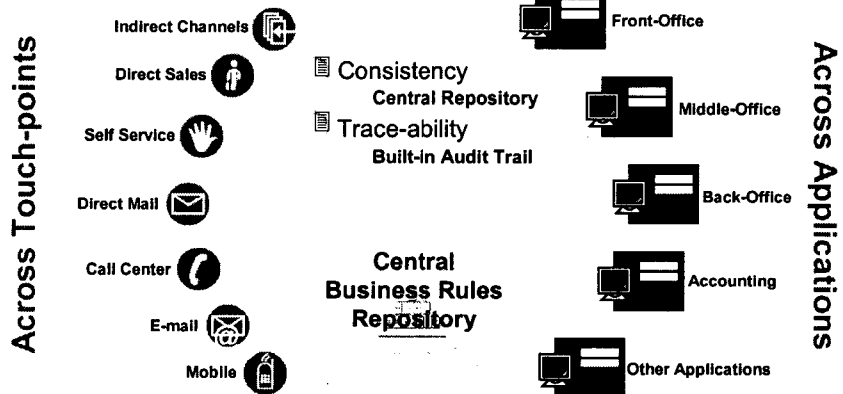 Across Touch-points
Indirect Channels
Direct Sales
Self Service
Direct Mail
Call Center
E-mail
@
Mobile
Consistency
Central Repository
Trace-ability
Built-in Audit Trail
Central
Business Rules
Repository
Front-Office
Middle-Office
Back-Office
Accounting
Other Applications
Across Applications